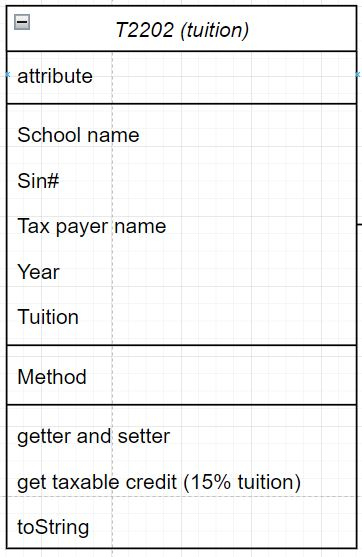 T2202 (tuition)
attribute
School name
Sin#
Tax payer name
Year
Tuition
Method
getter and setter
get taxable credit (15% tuition)
toString